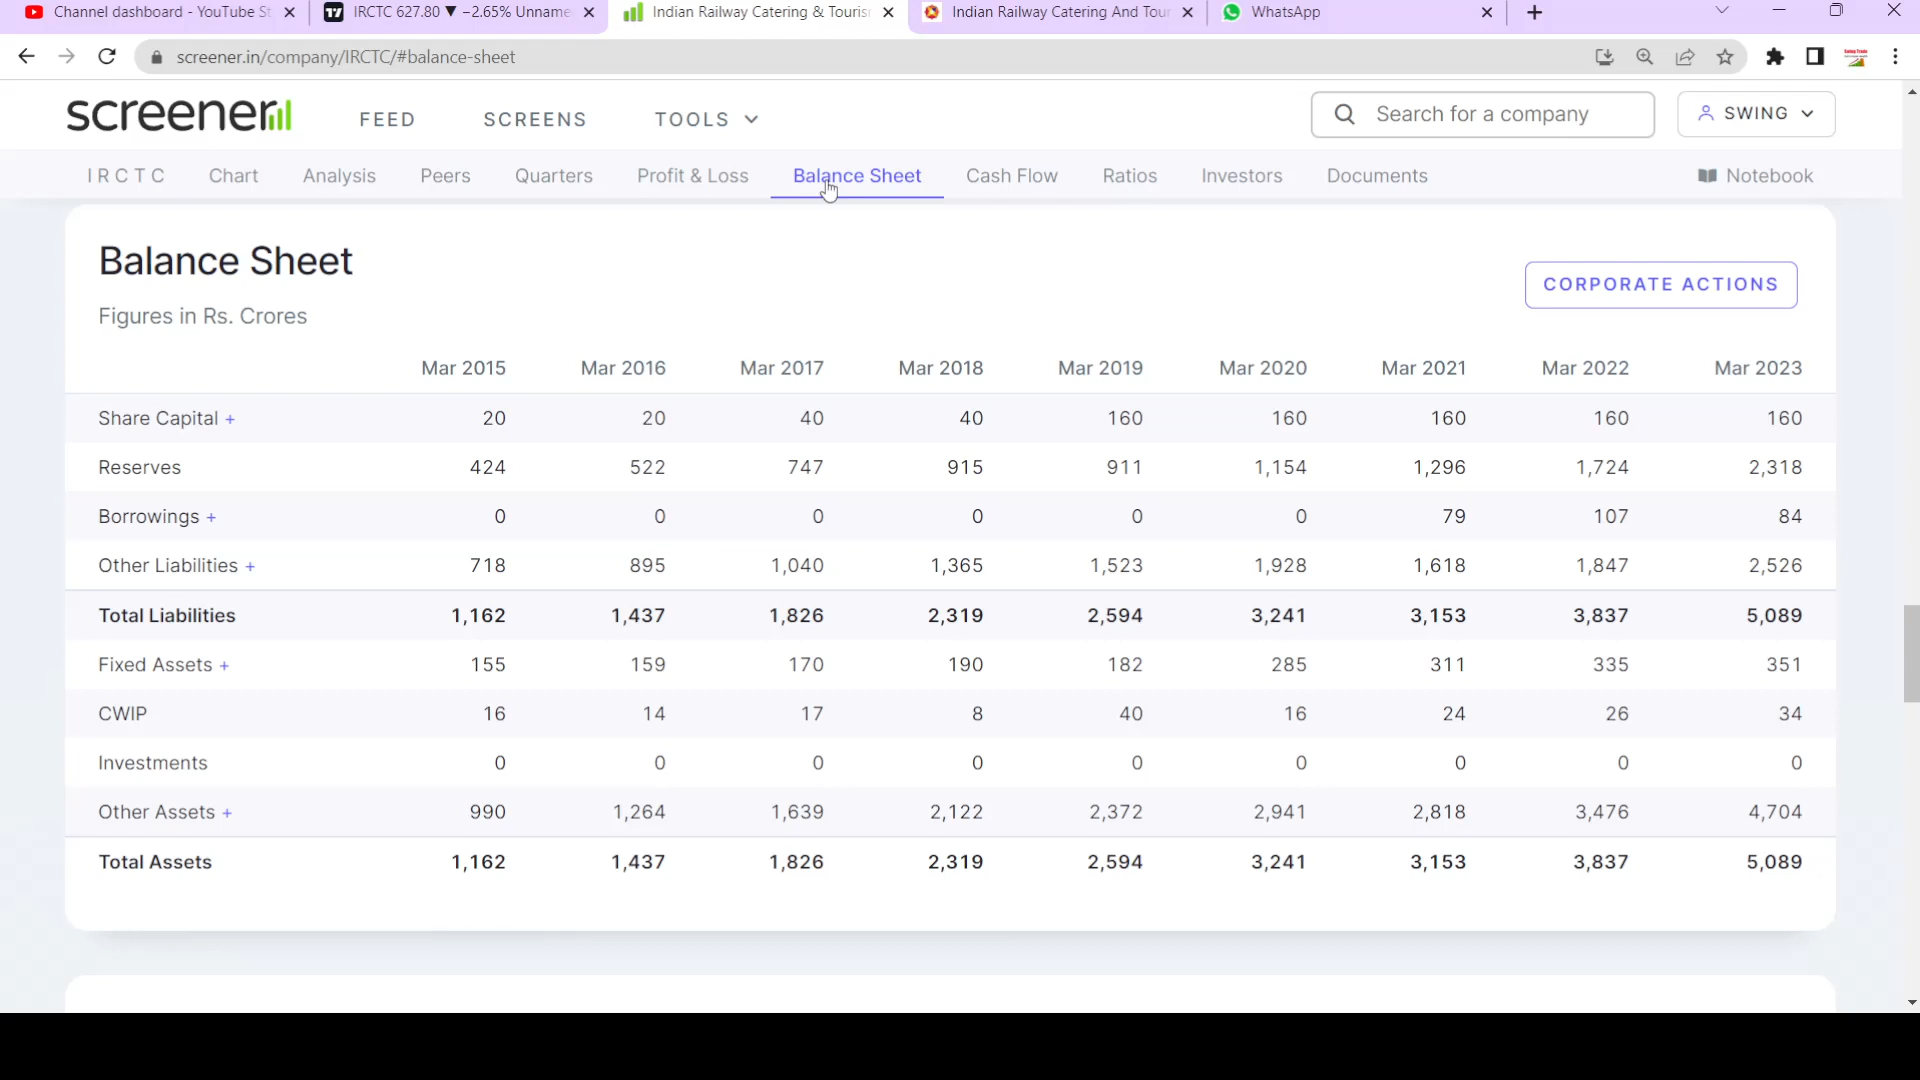 Channel dashboard - YouTube St
IRCTC 627.80 ▼ −2.65% Unname
Indian Railway Catering & Touris
Indian Railway Catering And Tour
WhatsApp
screener.in/company/IRCTC/#balance-sheet
screener FEED SCREENS TOOLS Search for a company SWING
IRCTC Chart Analysis Peers Quarters Profit & Loss Balance Sheet Cash Flow Ratios Investors Documents Notebook
Balance Sheet
CORPORATE ACTIONS
Figures in Rs. Crores
Mar 2015 Mar 2016 Mar 2017 Mar 2018 Mar 2019 Mar 2020 Mar 2021 Mar 2022 Mar 2023
Share Capital + 20 20 40 40 160 160 160 160 160
Reserves 424 522 747 915 911 1,154 1,296 1,724 2,318
Borrowings + 0 0 0 0 0 0 79 107 84
Other Liabilities + 718 895 1,040 1,365 1,523 1,928 1,618 1,847 2,526
Total Liabilities 1,162 1,437 1,826 2,319 2,594 3,241 3,153 3,837 5,089
Fixed Assets + 155 159 170 190 182 285 311 335 351
CWIP 16 14 17 8 40 16 24 26 34
Investments 0 0 0 0 0 0 0 0 0
Other Assets + 990 1,264 1,639 2,122 2,372 2,941 2,818 3,476 4,704
Total Assets 1,162 1,437 1,826 2,319 2,594 3,241 3,153 3,837 5,089